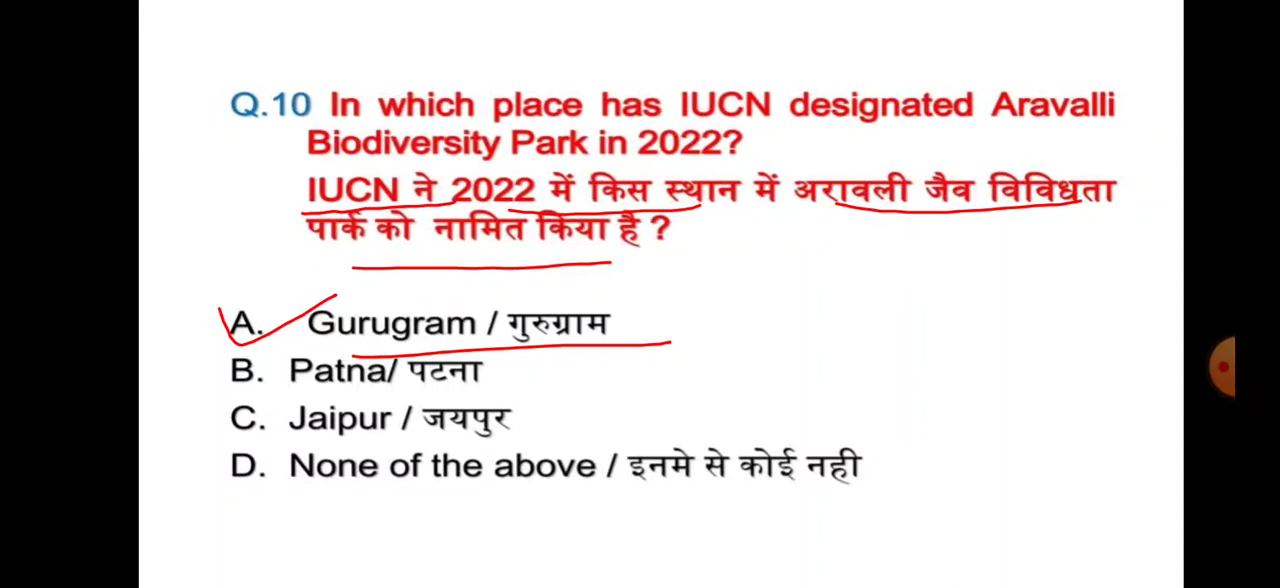 Q.10 In which place has IUCN designated Aravalli
Biodiversity Park in 2022?
IUCN ने 2022 में किस स्थान में अरावली जैव विविधता
पार्क को नामित किया है ?
A. Gurugram / गुरुग्राम
B. Patna/ पटना
C. Jaipur / जयपुर
D. None of the above / इनमे से कोई नही